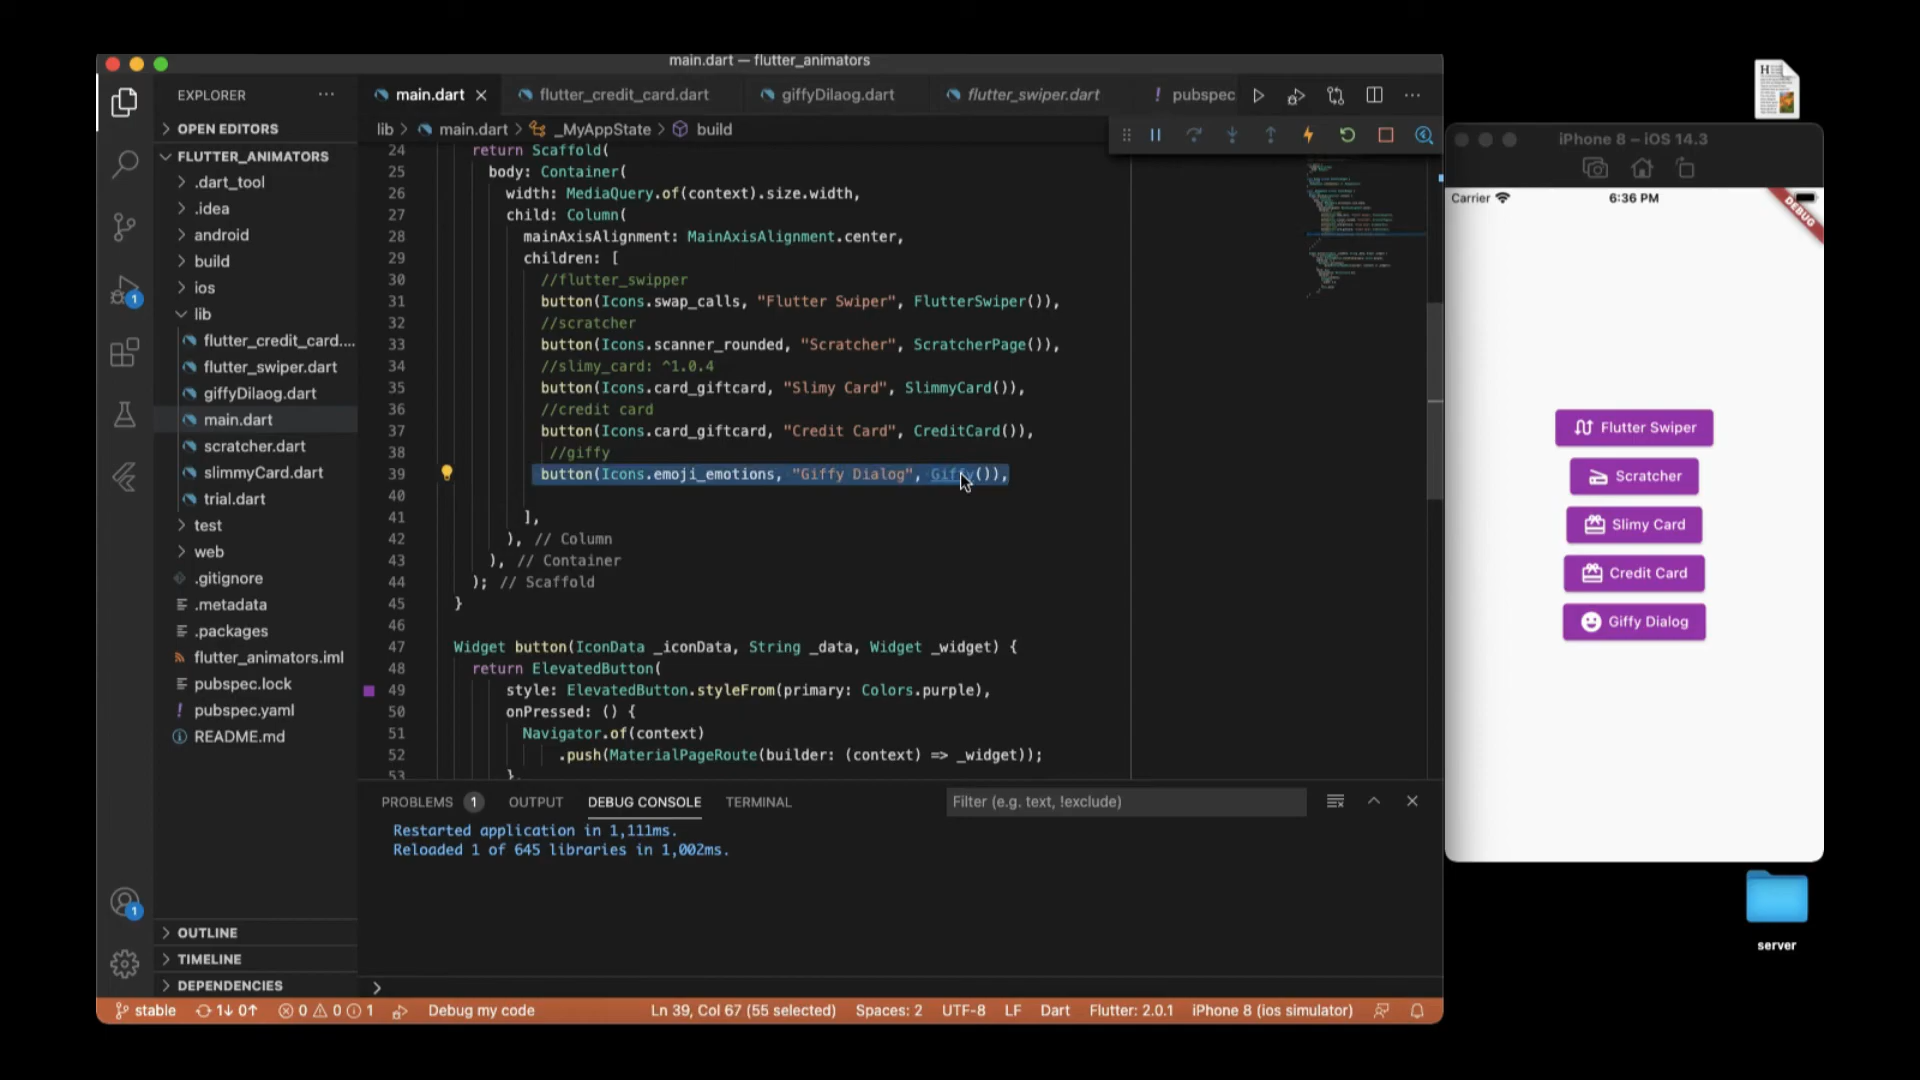 main.dart — flutter_animators
EXPLORER
main.dart
flutter_credit_card.dart
giffyDilaog.dart
flutter_swiper.dart
! pubspec
OPEN EDITORS
lib > main.dart > _MyAppState > build
FLUTTER_ANIMATORS
.dart_tool
.idea
android
build
ios
lib
flutter_credit_card....
flutter_swiper.dart
giffyDilaog.dart
main.dart
scratcher.dart
slimmyCard.dart
trial.dart
test
web
.gitignore
.metadata
.packages
flutter_animators.iml
pubspec.lock
! pubspec.yaml
README.md
OUTLINE
TIMELINE
DEPENDENCIES
1
1
24 return Scaffold(
25 body: Container(
26 width: MediaQuery.of(context).size.width,
27 child: Column(
28 mainAxisAlignment: MainAxisAlignment.center,
29 children: [
30 //flutter_swipper
31 button(Icons.swap_calls, "Flutter Swiper", FlutterSwiper()),
32 //scratcher
33 button(Icons.scanner_rounded, "Scratcher", ScratcherPage()),
34 //slimy_card: ^1.0.4
35 button(Icons.card_giftcard, "Slimy Card", SlimmyCard()),
36 //credit card
37 button(Icons.card_giftcard, "Credit Card", CreditCard()),
38 //giffy
39 button(Icons.emoji_emotions, "Giffy Dialog", Giffy()),
40
41 ],
42 ), // Column
43 ), // Container
44 ); // Scaffold
45 }
46
47 Widget button(IconData _iconData, String _data, Widget _widget) {
48 return ElevatedButton(
49 style: ElevatedButton.styleFrom(primary: Colors.purple),
50 onPressed: () {
51 Navigator.of(context)
52 .push(MaterialPageRoute(builder: (context) => _widget));
53 },
PROBLEMS 1 OUTPUT DEBUG CONSOLE TERMINAL
Filter (e.g. text, !exclude)
Restarted application in 1,111ms.
Reloaded 1 of 645 libraries in 1,002ms.
>
stable 1↓ 0↑ 0 0 1 Debug my code
Ln 39, Col 67 (55 selected) Spaces: 2 UTF-8 LF Dart Flutter: 2.0.1 iPhone 8 (ios simulator)
iPhone 8 – iOS 14.3
Carrier 6:36 PM
DEBUG
Flutter Swiper
Scratcher
Slimy Card
Credit Card
Giffy Dialog
server